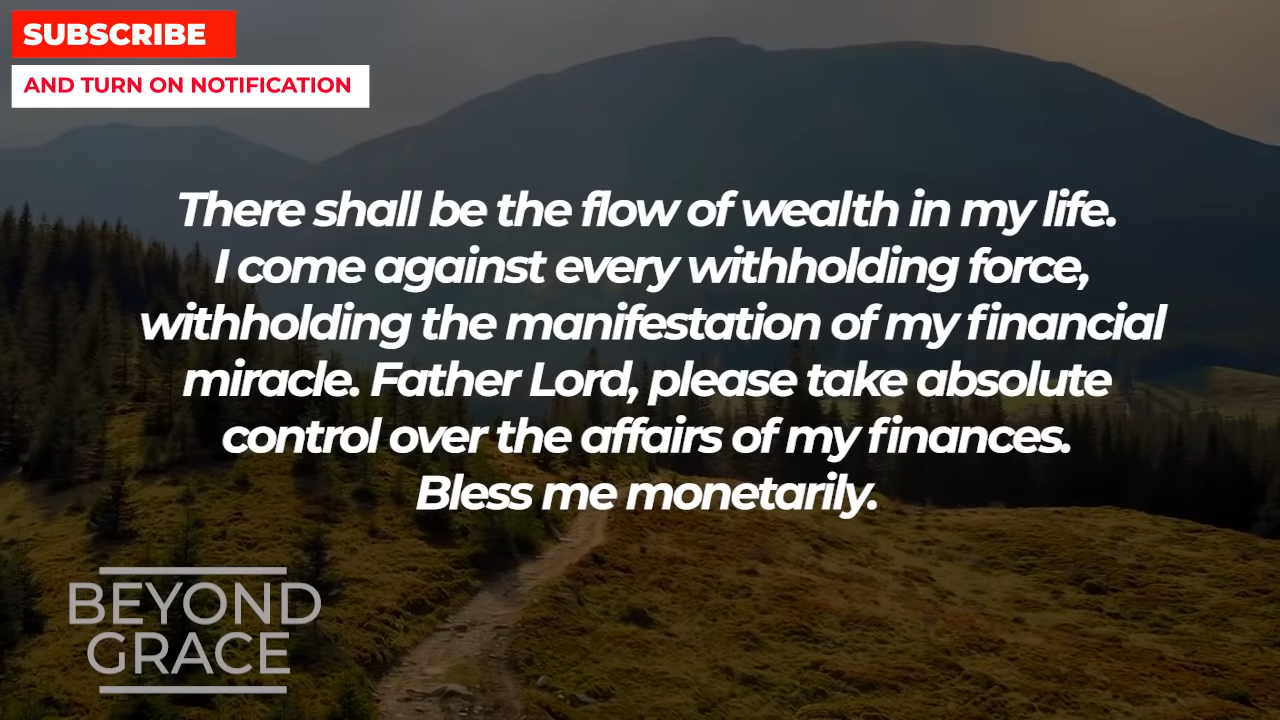 SUBSCRIBE
AND TURN ON NOTIFICATION
There shall be the flow of wealth in my life.
I come against every withholding force,
withholding the manifestation of my financial
miracle. Father Lord, please take absolute
control over the affairs of my finances.
Bless me monetarily.
BEYOND
GRACE